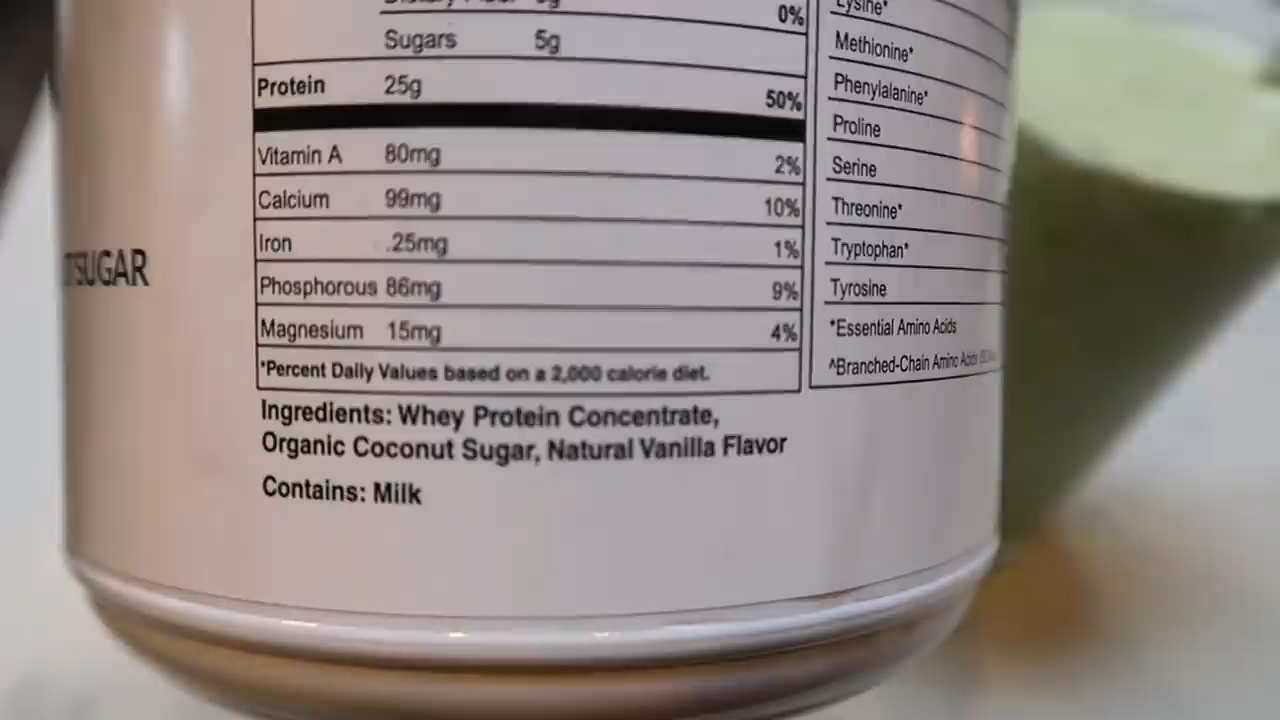 0%
Sugars 5g
Protein 25g 50%
Vitamin A 80mg 2%
Calcium 99mg 10%
Iron .25mg 1%
Phosphorous 86mg 9%
Magnesium 15mg 4%
*Percent Daily Values based on a 2,000 calorie diet.
Ingredients: Whey Protein Concentrate,
Organic Coconut Sugar, Natural Vanilla Flavor
Contains: Milk
SUGAR
Lysine*
Methionine*
Phenylalanine*
Proline
Serine
Threonine*
Tryptophan*
Tyrosine
*Essential Amino Acids
^Branched-Chain Amino Acids